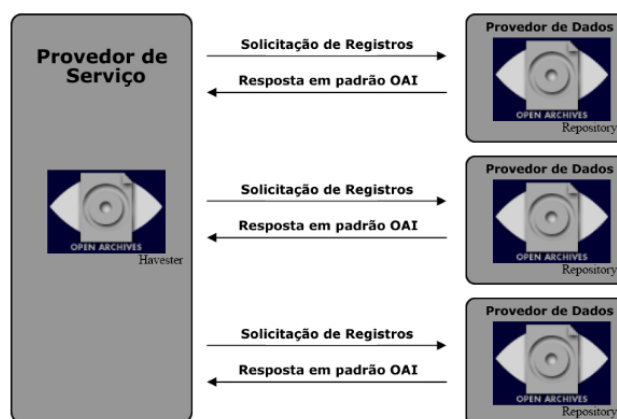 Provedor de
Serviço
OPEN ARCHIVES
Havester
Solicitação de Registros
Resposta em padrão OAI
Provedor de Dados
OPEN ARCHIVES
Repository
Solicitação de Registros
Resposta em padrão OAI
Provedor de Dados
OPEN ARCHIVES
Repository
Solicitação de Registros
Resposta em padrão OAI
Provedor de Dados
OPEN ARCHIVES
Repository